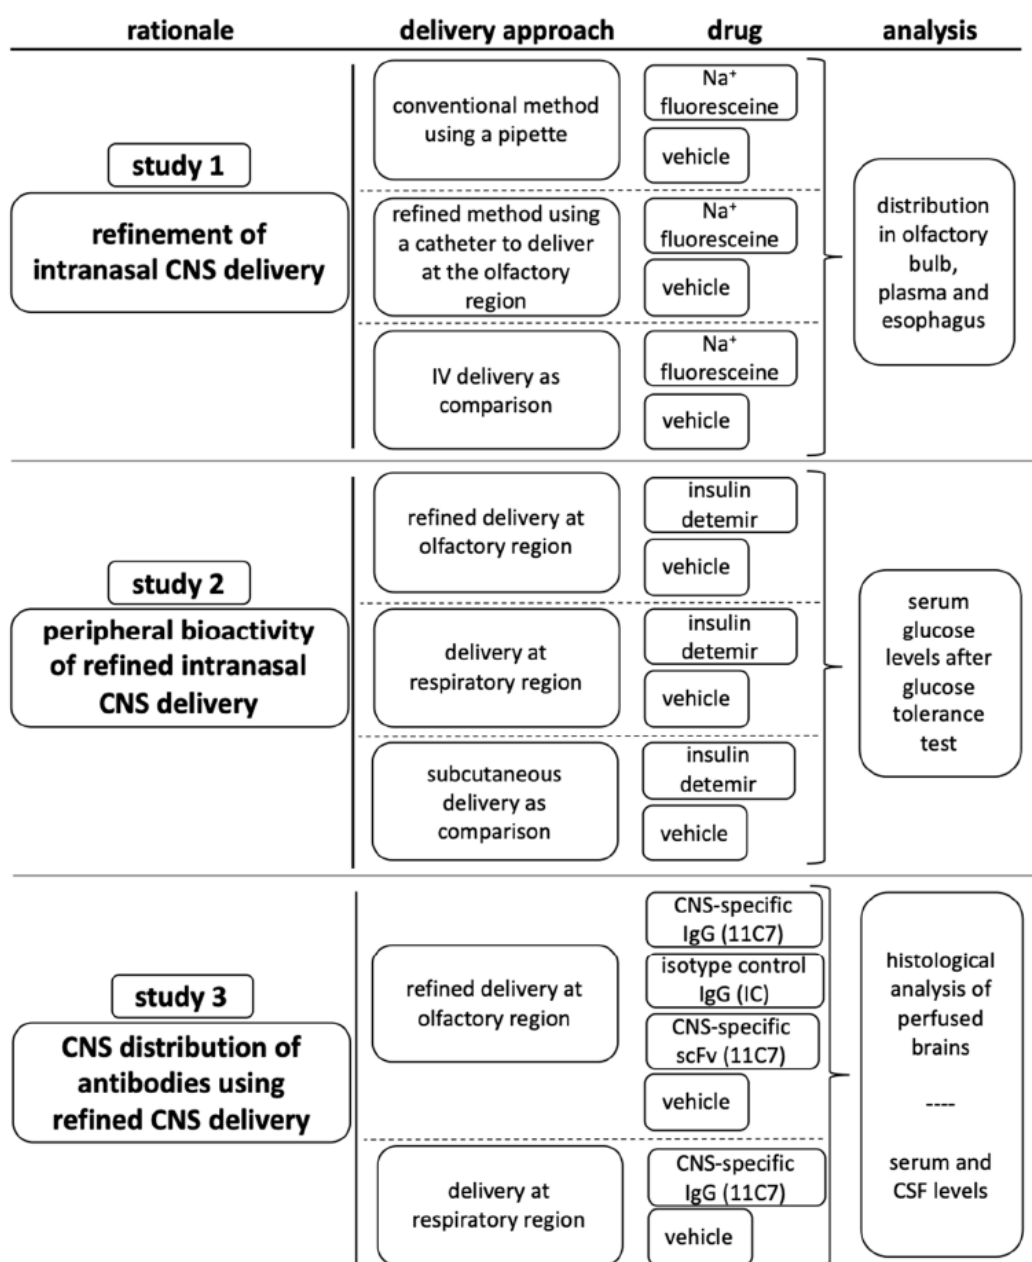 rationale
delivery approach
drug
analysis
study 1
refinement of
intranasal CNS delivery
conventional method
using a pipette
Na⁺
fluoresceine
vehicle
refined method using
a catheter to deliver
at the olfactory
region
Na⁺
fluoresceine
vehicle
IV delivery as
comparison
Na⁺
fluoresceine
vehicle
distribution
in olfactory
bulb,
plasma and
esophagus
study 2
peripheral bioactivity
of refined intranasal
CNS delivery
refined delivery at
olfactory region
insulin
detemir
vehicle
delivery at
respiratory region
insulin
detemir
vehicle
subcutaneous
delivery as
comparison
insulin
detemir
vehicle
serum
glucose
levels after
glucose
tolerance
test
study 3
CNS distribution of
antibodies using
refined CNS delivery
refined delivery at
olfactory region
CNS-specific
IgG (11C7)
isotype control
IgG (IC)
CNS-specific
scFv (11C7)
vehicle
delivery at
respiratory region
CNS-specific
IgG (11C7)
vehicle
histological
analysis of
perfused
brains
----
serum and
CSF levels